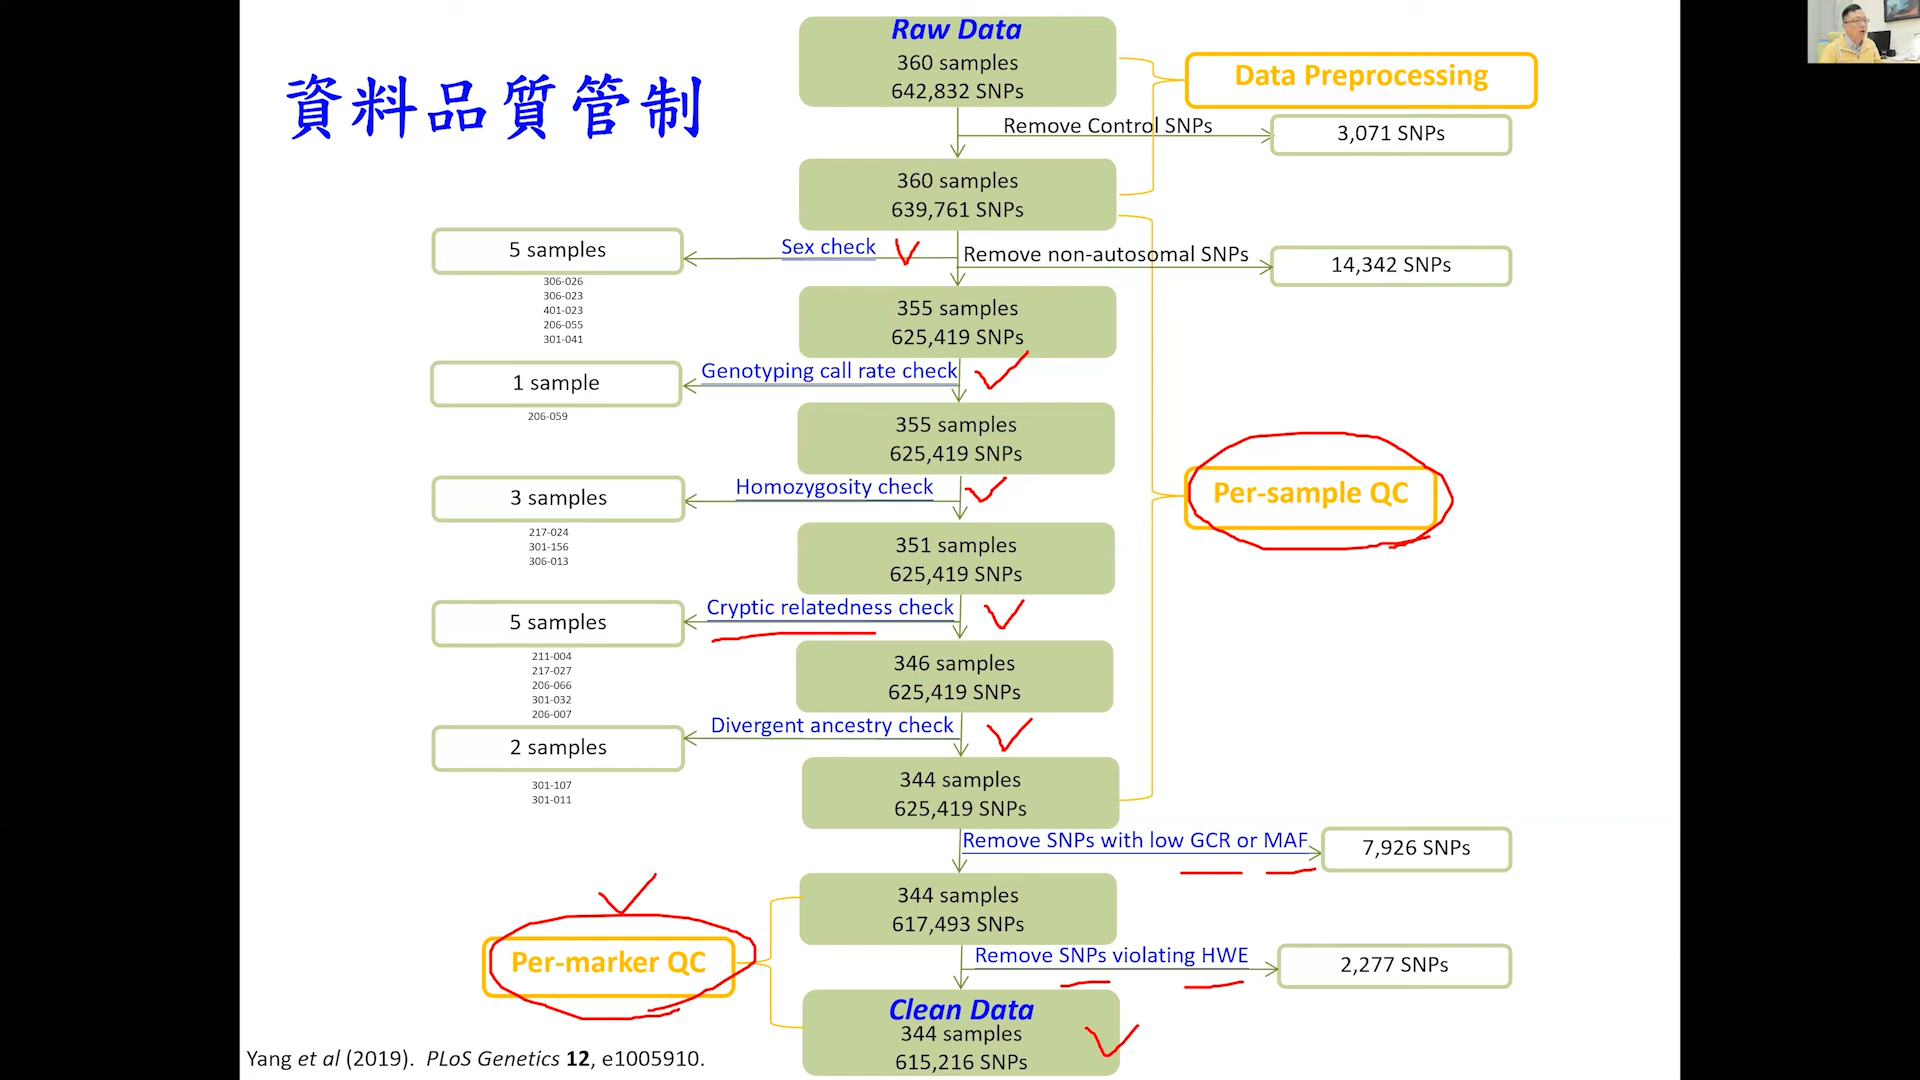 資料品質管制
Raw Data
360 samples
642,832 SNPs
Data Preprocessing
Remove Control SNPs
3,071 SNPs
360 samples
639,761 SNPs
5 samples
Sex check
Remove non-autosomal SNPs
14,342 SNPs
306-026
306-023
401-023
206-055
301-041
355 samples
625,419 SNPs
1 sample
Genotyping call rate check
206-059
355 samples
625,419 SNPs
3 samples
Homozygosity check
Per-sample QC
217-024
301-156
306-013
351 samples
625,419 SNPs
5 samples
Cryptic relatedness check
211-004
217-027
206-066
301-032
206-007
346 samples
625,419 SNPs
2 samples
Divergent ancestry check
301-107
301-011
344 samples
625,419 SNPs
Remove SNPs with low GCR or MAF
7,926 SNPs
344 samples
617,493 SNPs
Per-marker QC
Remove SNPs violating HWE
2,277 SNPs
Clean Data
344 samples
615,216 SNPs
Yang et al (2019). PLoS Genetics 12, e1005910.